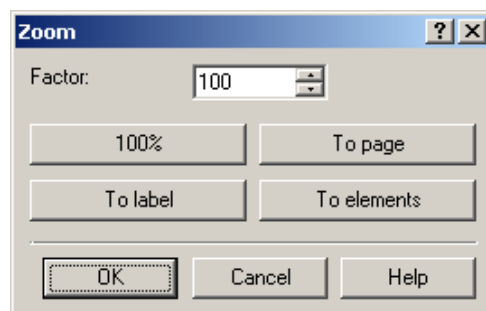 Zoom
Factor: 100
100% To page
To label To elements
OK Cancel Help